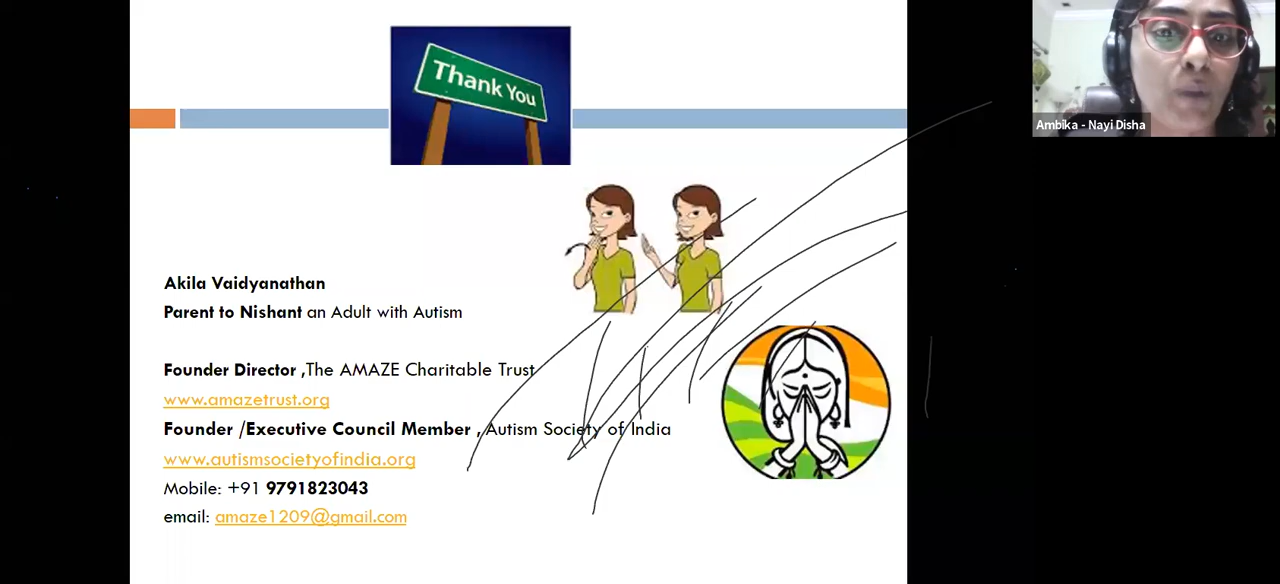 Thank You
Ambika - Nayi Disha
Akila Vaidyanathan
Parent to Nishant an Adult with Autism
Founder Director ,The AMAZE Charitable Trust
www.amazetrust.org
Founder /Executive Council Member , Autism Society of India
www.autismsocietyofindia.org
Mobile: +91 9791823043
email: amaze1209@gmail.com